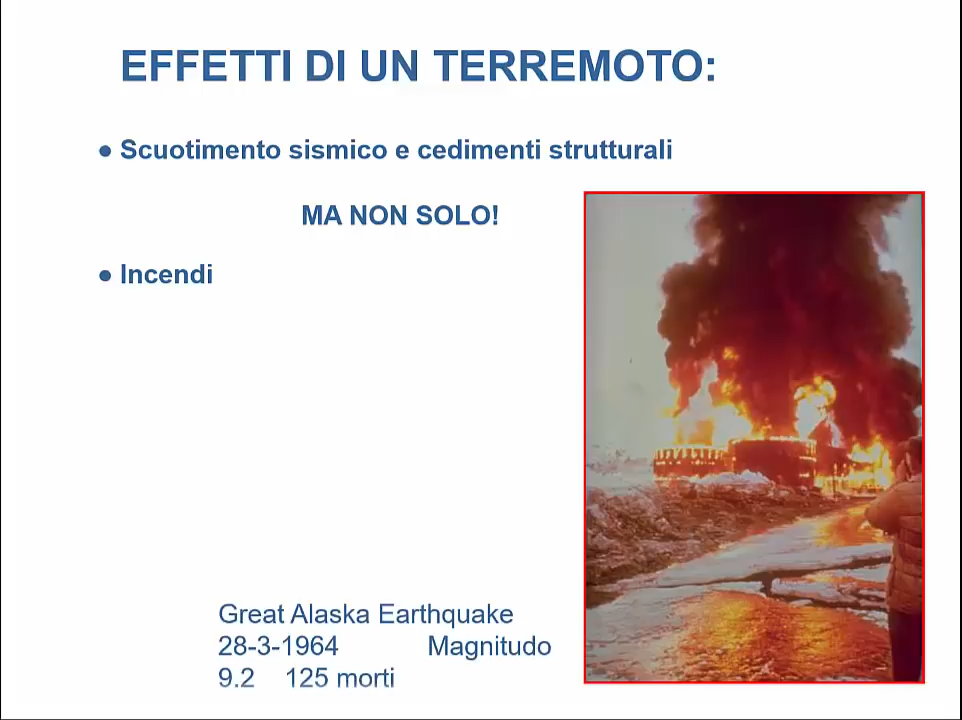 EFFETTI DI UN TERREMOTO:
● Scuotimento sismico e cedimenti strutturali
MA NON SOLO!
● Incendi
Great Alaska Earthquake
28-3-1964 Magnitudo
9.2 125 morti